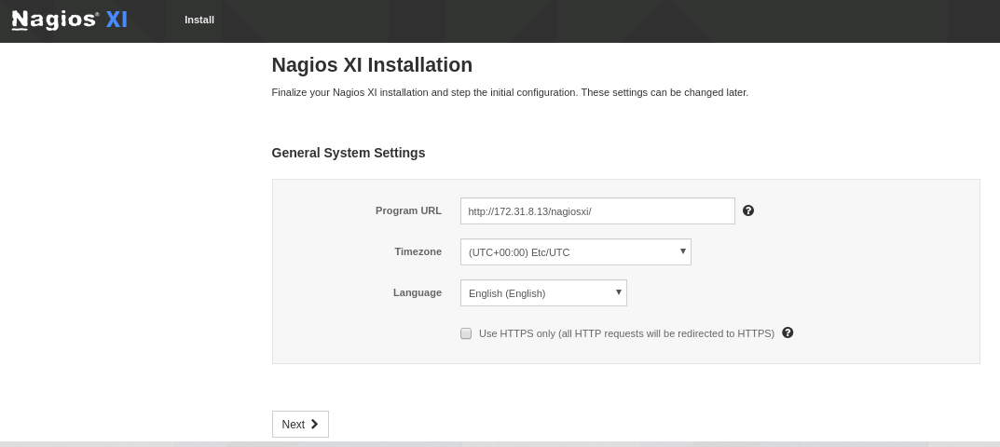 Nagios® XI
Install
Nagios XI Installation
Finalize your Nagios XI installation and step the initial configuration. These settings can be changed later.
General System Settings
Program URL http://172.31.8.13/nagiosxi/
Timezone (UTC+00:00) Etc/UTC
Language English (English)
Use HTTPS only (all HTTP requests will be redirected to HTTPS)
Next